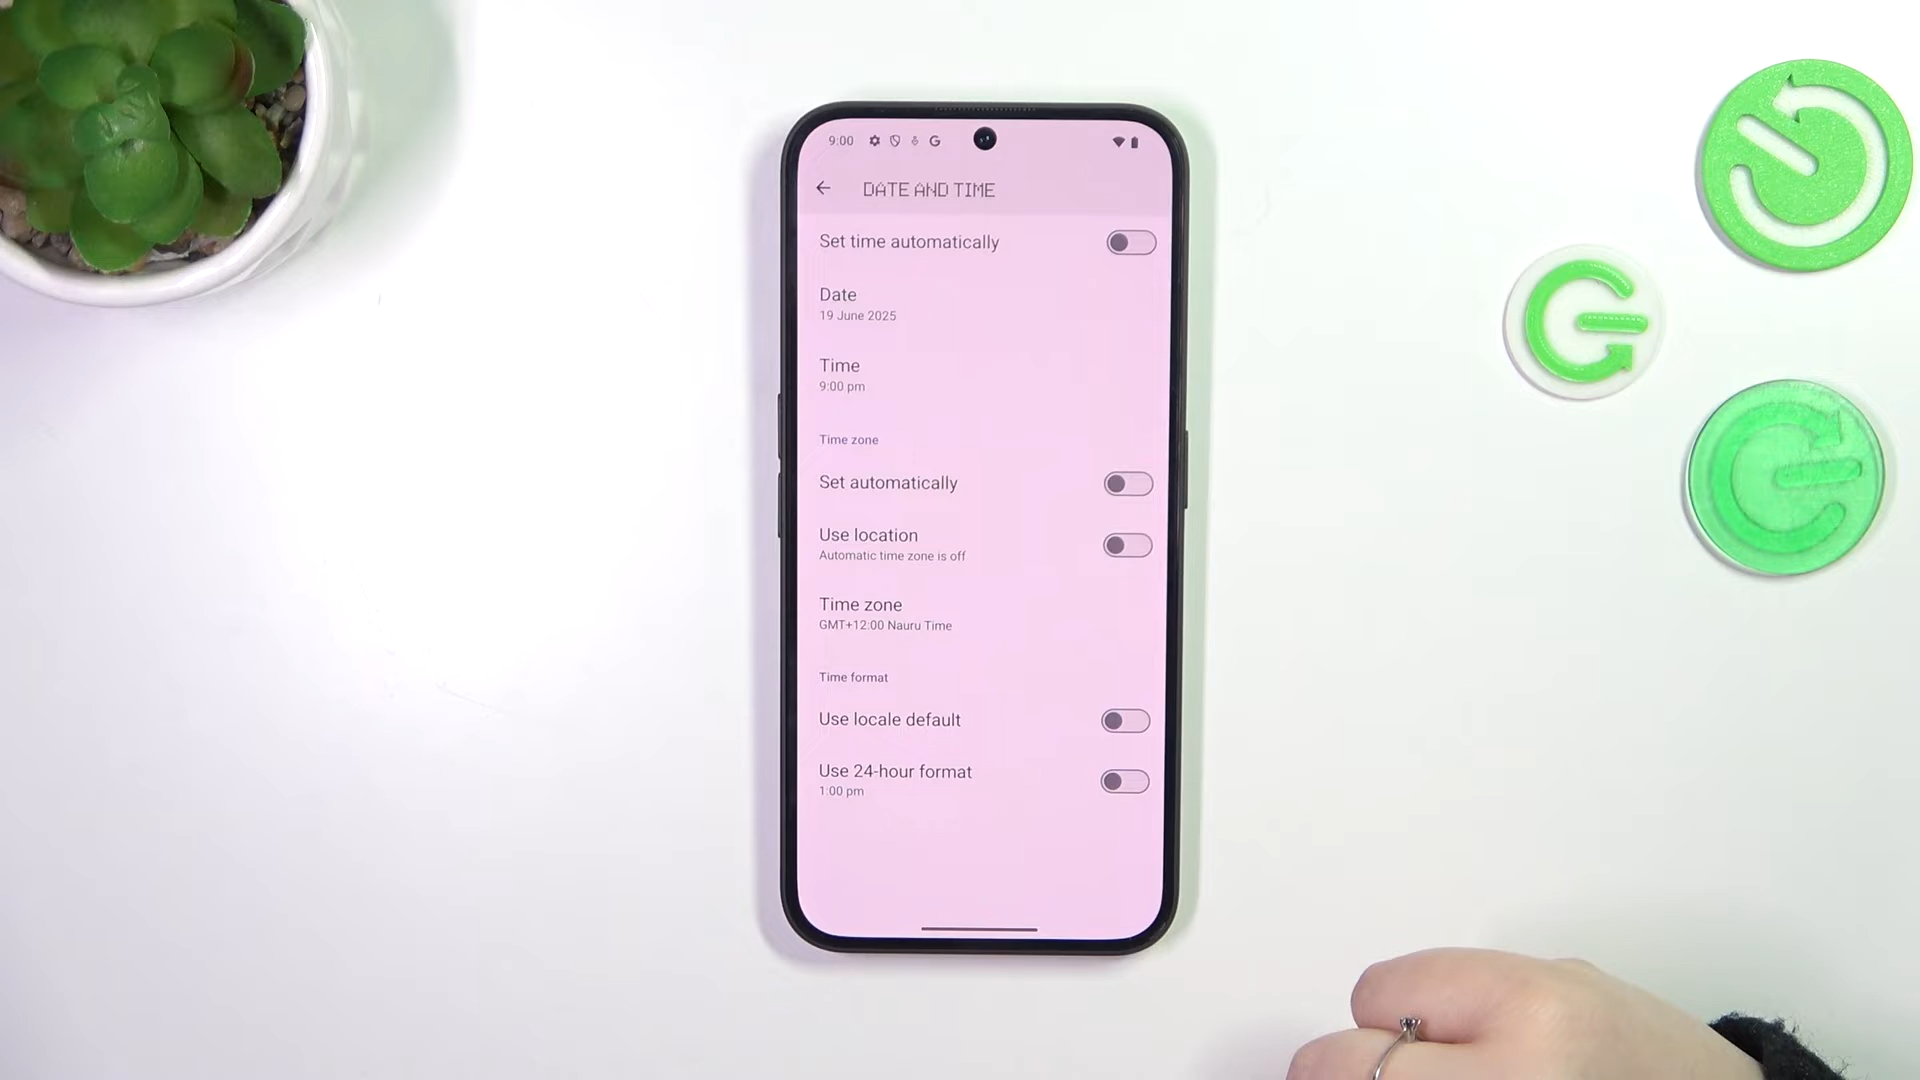 9:00
DATE AND TIME
Set time automatically
Date
19 June 2025
Time
9:00 pm
Time zone
Set automatically
Use location
Automatic time zone is off
Time zone
GMT+12:00 Nauru Time
Time format
Use locale default
Use 24-hour format
1:00 pm